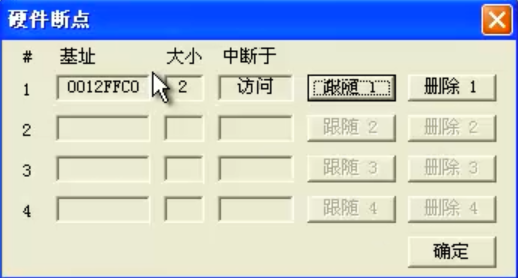 硬件断点
# 基址 大小 中断于
1 0012FFC0 2 访问 跟随 1 删除 1
2 跟随 2 删除 2
3 跟随 3 删除 3
4 跟随 4 删除 4
确定